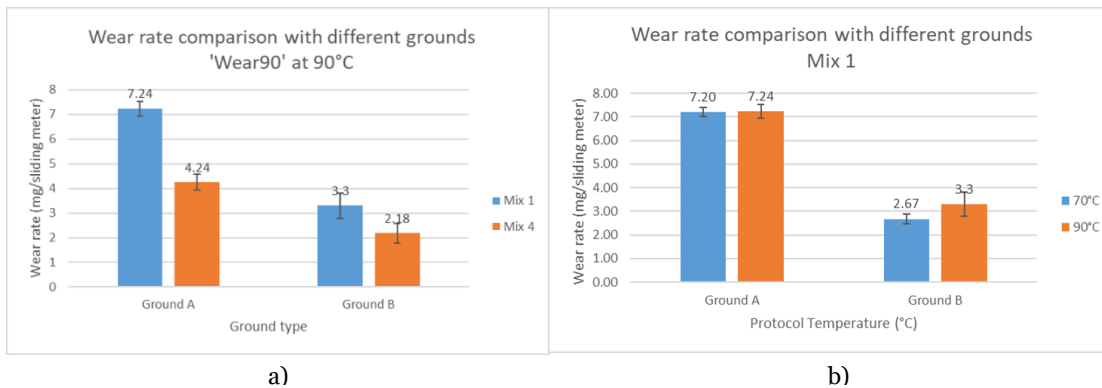 Wear rate comparison with different grounds
'Wear90' at 90°C
Wear rate (mg/sliding meter)
8
7
6
5
4
3
2
1
0
7.24
4.24
3.3
2.18
Ground A
Ground B
Ground type
Mix 1
Mix 4
a)
Wear rate comparison with different grounds
Mix 1
Wear rate (mg/sliding meter)
8.00
7.00
6.00
5.00
4.00
3.00
2.00
1.00
0.00
7.20
7.24
2.67
3.3
Ground A
Ground B
Protocol Temperature (°C)
70°C
90°C
b)